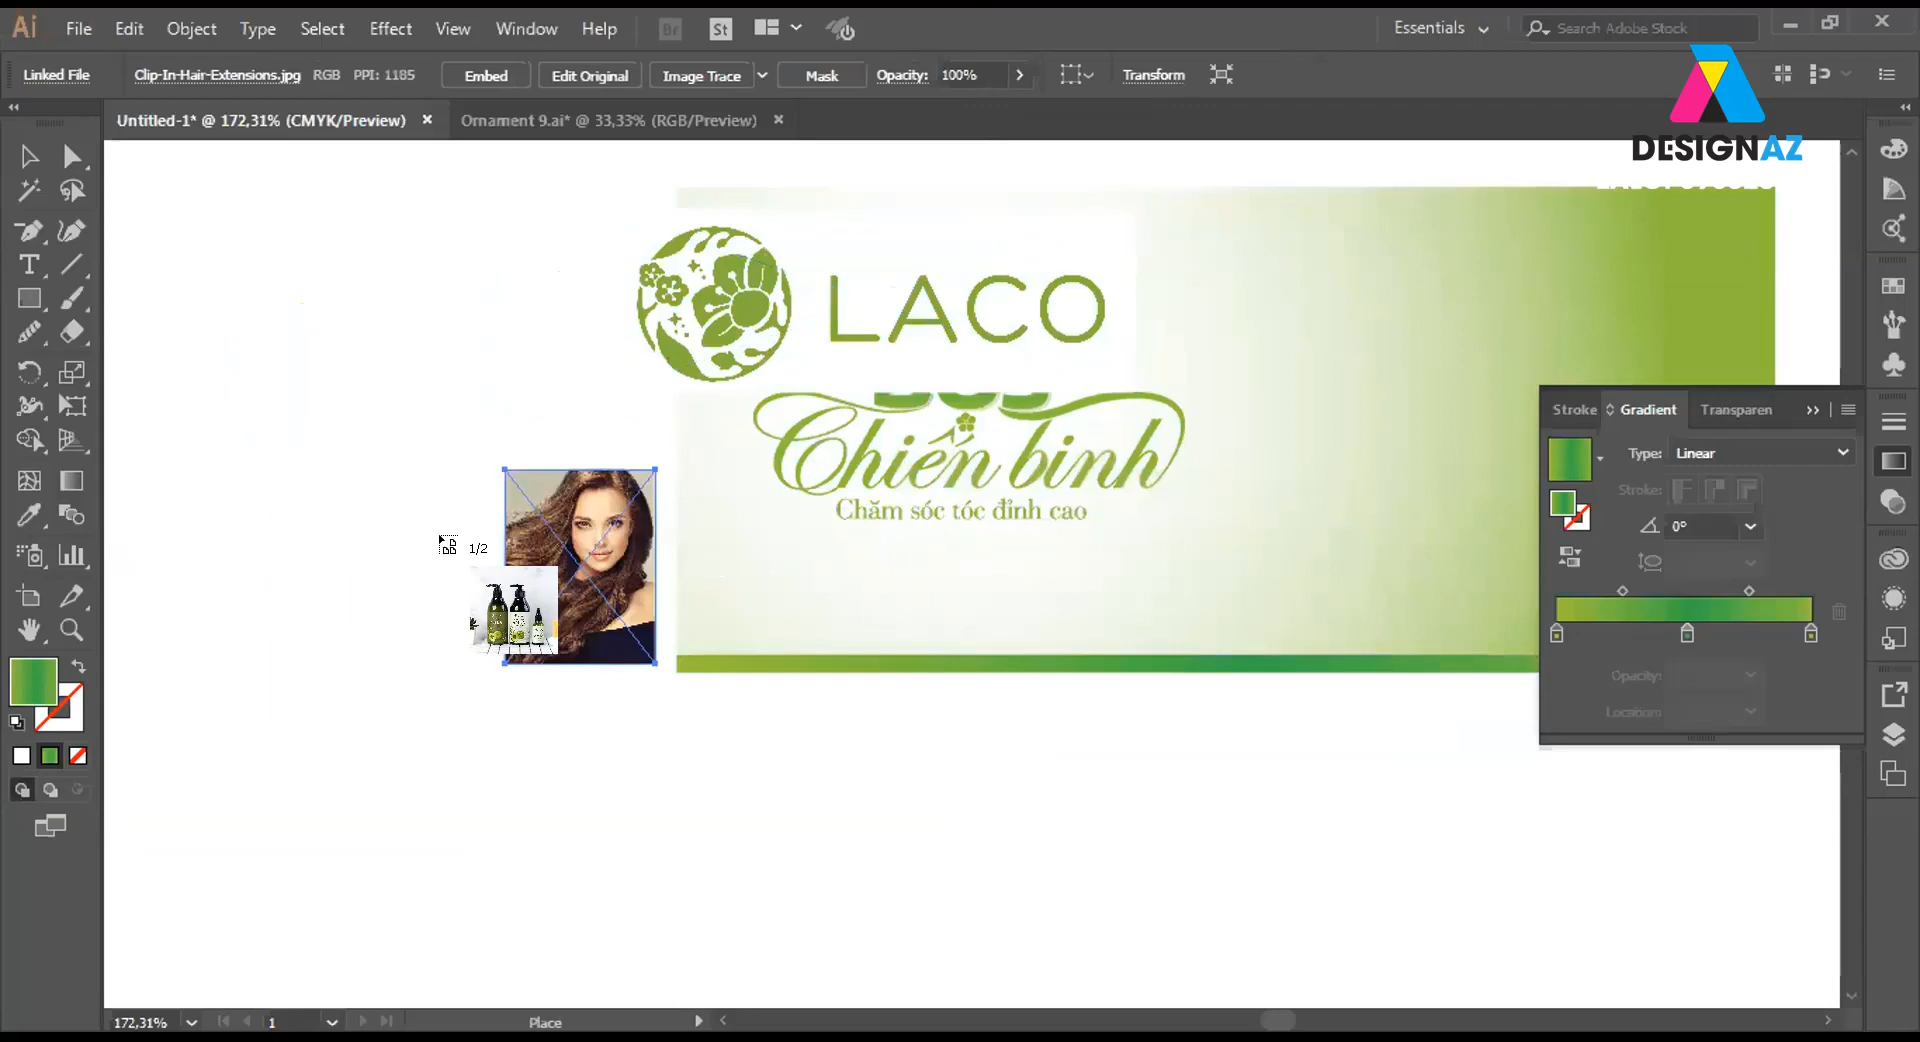 Ai File Edit Object Type Select Effect View Window Help Br St Essentials Search Adobe Stock
Linked File Clip-In-Hair-Extensions.jpg RGB PPI: 1185 Embed Edit Original Image Trace Mask Opacity: 100% Transform
Untitled-1* @ 172,31% (CMYK/Preview) Ornament 9.ai* @ 33,33% (RGB/Preview)
DESIGNAZ
LACO
Chiến binh
Chăm sóc tóc đỉnh cao
1/2
Stroke Gradient Transparen
Type: Linear
Stroke:
0°
Opacity:
Location:
172,31% 1 Place